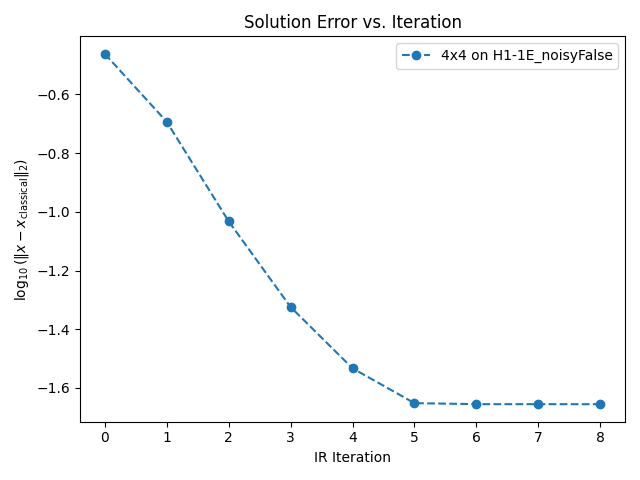 Solution Error vs. Iteration
4x4 on H1-1E_noisyFalse
−0.6
−0.8
−1.0
−1.2
−1.4
−1.6
log₁₀(‖x − x_classical‖₂)
0 1 2 3 4 5 6 7 8
IR Iteration